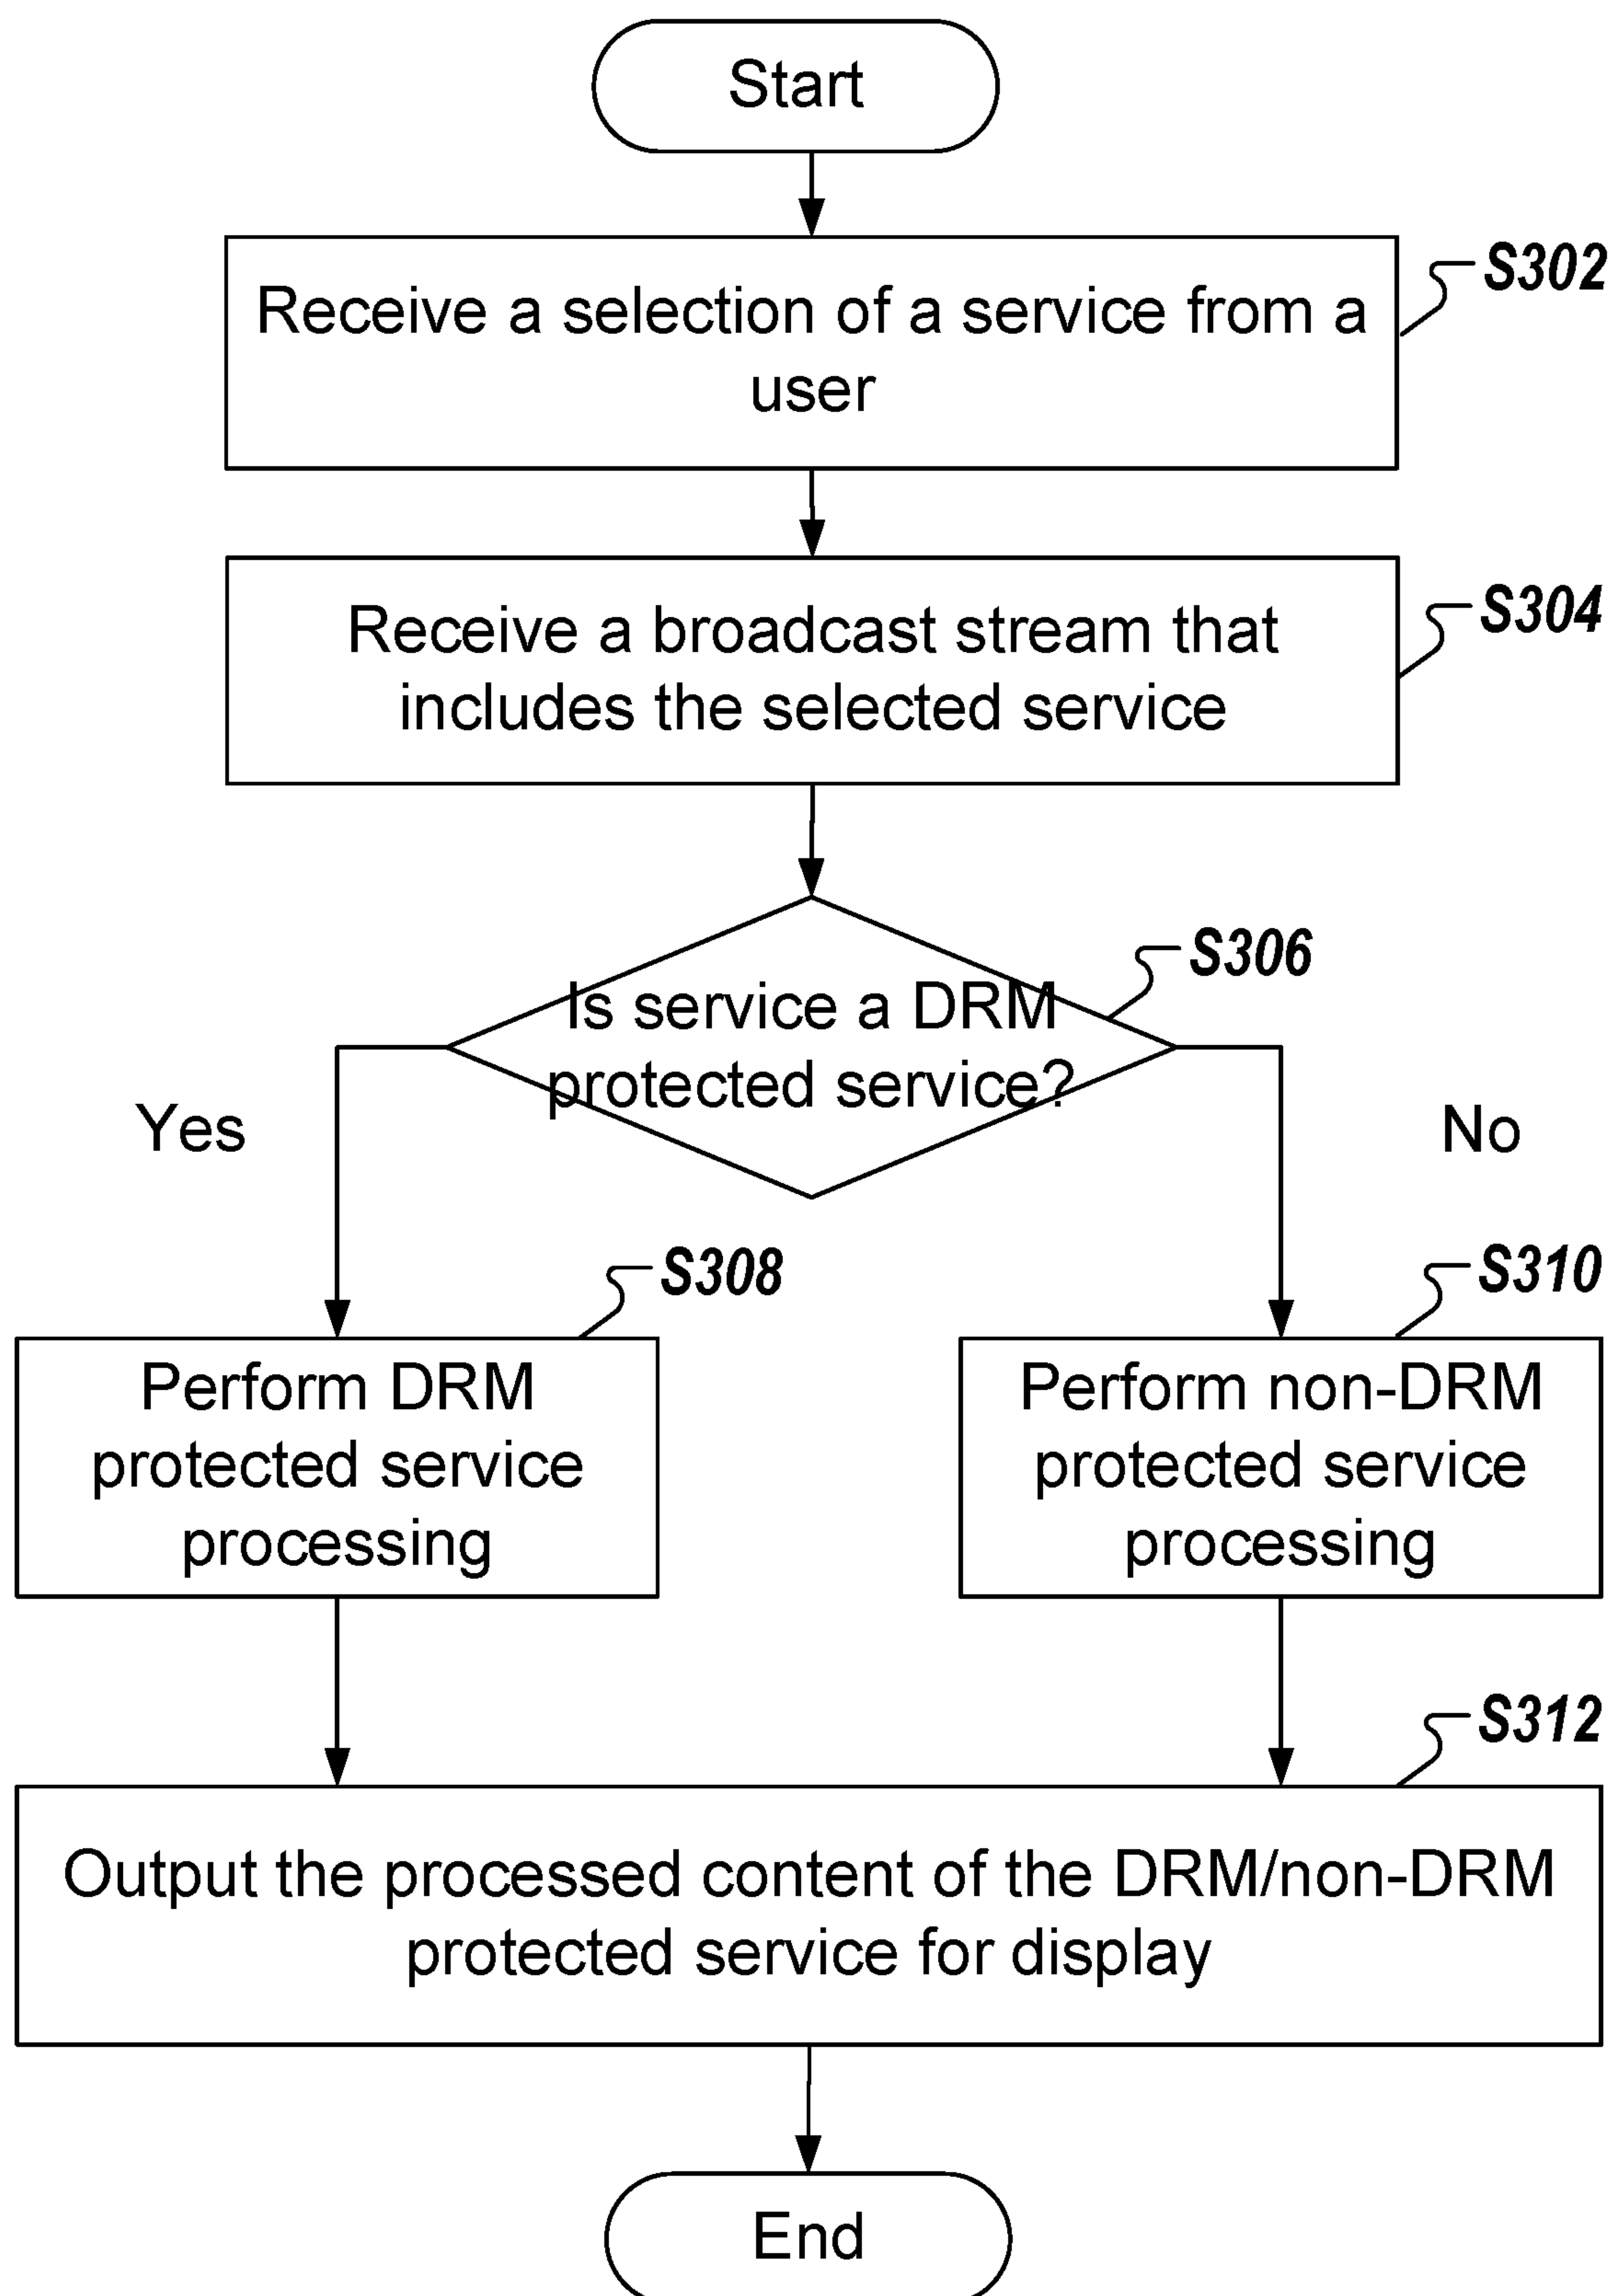 Start
S302
Receive a selection of a service from a
user
S304
Receive a broadcast stream that
includes the selected service
S306
Is service a DRM
protected service?
Yes
No
S308
Perform DRM
protected service
processing
S310
Perform non-DRM
protected service
processing
S312
Output the processed content of the DRM/non-DRM
protected service for display
End